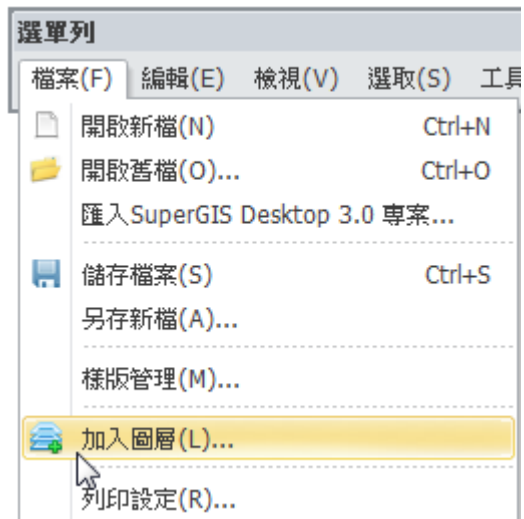 選單列
檔案(F) 編輯(E) 檢視(V) 選取(S) 工具
開啟新檔(N) Ctrl+N
開啟舊檔(O)... Ctrl+O
匯入SuperGIS Desktop 3.0 專案...
儲存檔案(S) Ctrl+S
另存新檔(A)...
樣版管理(M)...
加入圖層(L)...
列印設定(R)...